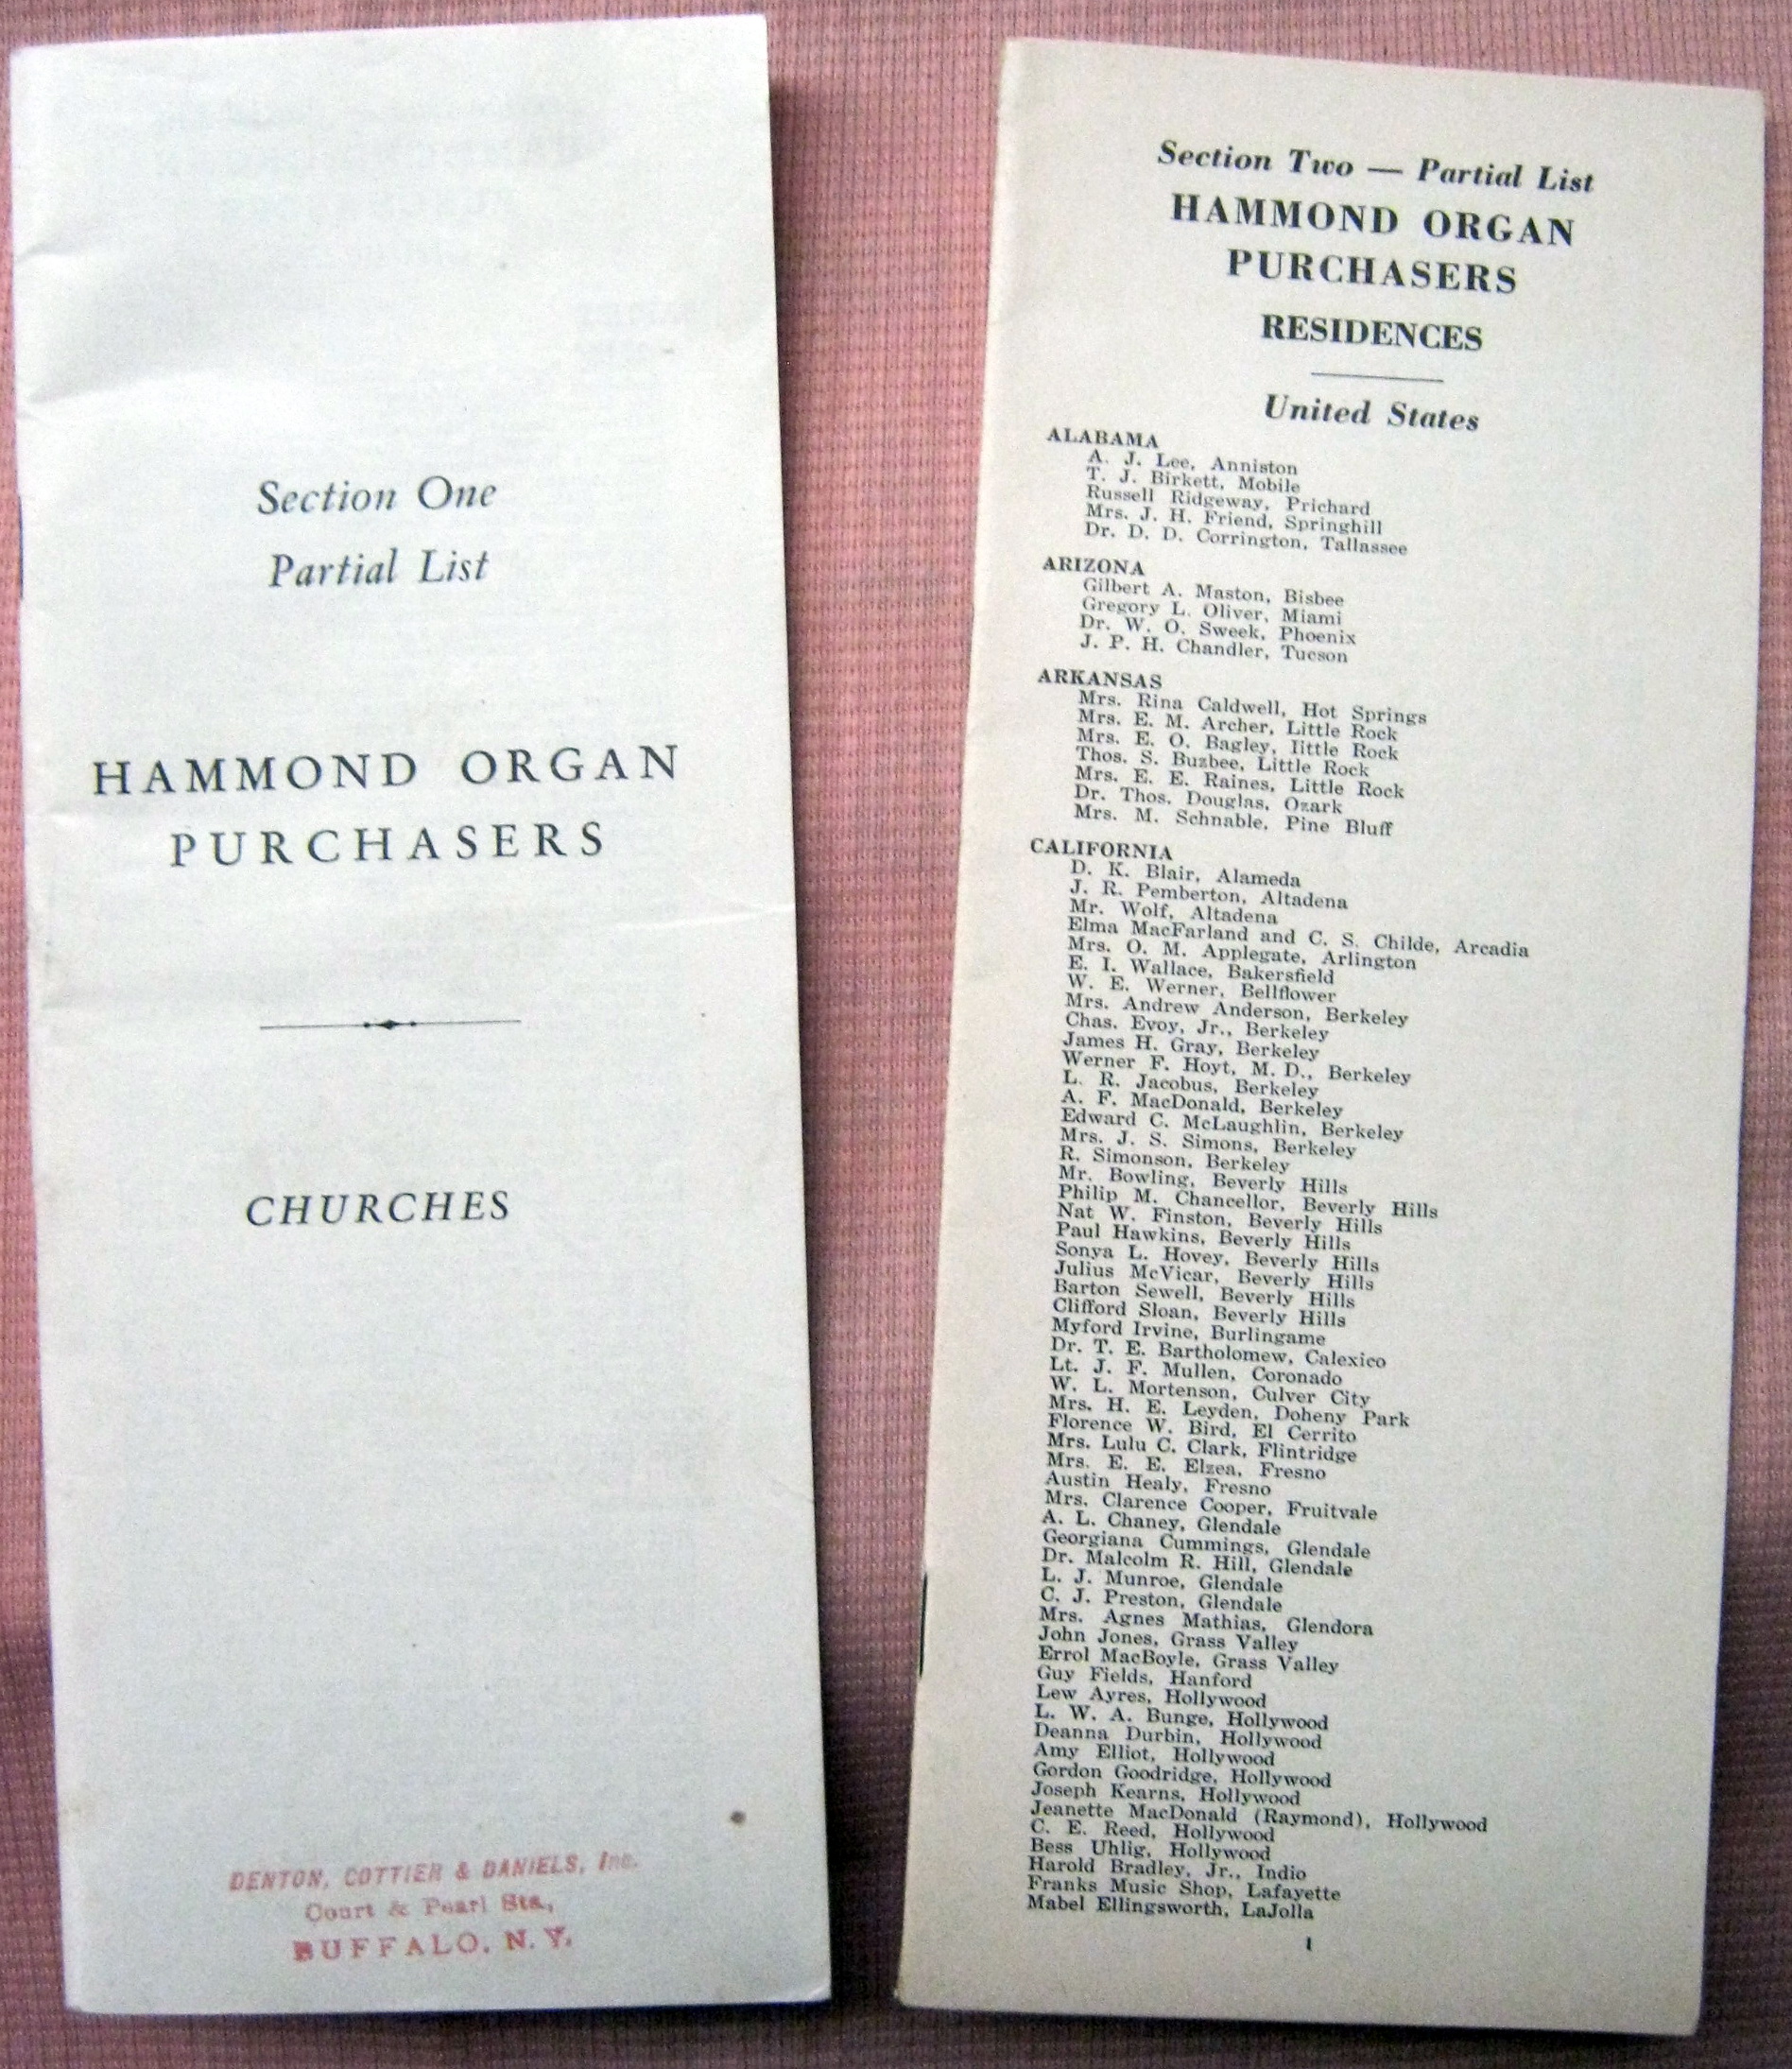 Section One
Partial List
HAMMOND ORGAN
PURCHASERS
CHURCHES
DENTON, COTTIER & DANIELS, Inc.
Court & Pearl Sts.,
BUFFALO, N. Y.
Section Two — Partial List
HAMMOND ORGAN
PURCHASERS
RESIDENCES
United States
ALABAMA
A. J. Lee, Anniston
T. J. Birkett, Mobile
Russell Ridgeway, Prichard
Mrs. J. H. Friend, Springhill
Dr. D. D. Corrington, Tallassee
ARIZONA
Gilbert A. Maston, Bisbee
Gregory L. Oliver, Miami
Dr. W. O. Sweek, Phoenix
J. P. H. Chandler, Tucson
ARKANSAS
Mrs. Rina Caldwell, Hot Springs
Mrs. E. M. Archer, Little Rock
Mrs. E. O. Bagley, Iittle Rock
Thos. S. Buzbee, Little Rock
Mrs. E. E. Raines, Little Rock
Dr. Thos. Douglas, Ozark
Mrs. M. Schnable, Pine Bluff
CALIFORNIA
D. K. Blair, Alameda
J. R. Pemberton, Altadena
Mr. Wolf, Altadena
Elma MacFarland and C. S. Childe, Arcadia
Mrs. O. M. Applegate, Arlington
E. I. Wallace, Bakersfield
W. E. Werner, Bellflower
Mrs. Andrew Anderson, Berkeley
Chas. Evoy, Jr., Berkeley
James H. Gray, Berkeley
Werner F. Hoyt, M. D., Berkeley
L. R. Jacobus, Berkeley
A. F. MacDonald, Berkeley
Edward C. McLaughlin, Berkeley
Mrs. J. S. Simons, Berkeley
R. Simonson, Berkeley
Mr. Bowling, Beverly Hills
Philip M. Chancellor, Beverly Hills
Nat W. Finston, Beverly Hills
Paul Hawkins, Beverly Hills
Sonya L. Hovey, Beverly Hills
Julius McVicar, Beverly Hills
Barton Sewell, Beverly Hills
Clifford Sloan, Beverly Hills
Myford Irvine, Burlingame
Dr. T. E. Bartholomew, Calexico
Lt. J. F. Mullen, Coronado
W. L. Mortenson, Culver City
Mrs. H. E. Leyden, Doheny Park
Florence W. Bird, El Cerrito
Mrs. Lulu C. Clark, Flintridge
Mrs. E. E. Elzea, Fresno
Austin Healy, Fresno
Mrs. Clarence Cooper, Fruitvale
A. L. Chaney, Glendale
Georgiana Cummings, Glendale
Dr. Malcolm R. Hill, Glendale
L. J. Munroe, Glendale
C. J. Preston, Glendale
Mrs. Agnes Mathias, Glendora
John Jones, Grass Valley
Errol MacBoyle, Grass Valley
Guy Fields, Hanford
Lew Ayres, Hollywood
L. W. A. Bunge, Hollywood
Deanna Durbin, Hollywood
Amy Elliot, Hollywood
Gordon Goodridge, Hollywood
Joseph Kearns, Hollywood
Jeanette MacDonald (Raymond), Hollywood
C. E. Reed, Hollywood
Bess Uhlig, Hollywood
Harold Bradley, Jr., Indio
Franks Music Shop, Lafayette
Mabel Ellingsworth, LaJolla
1